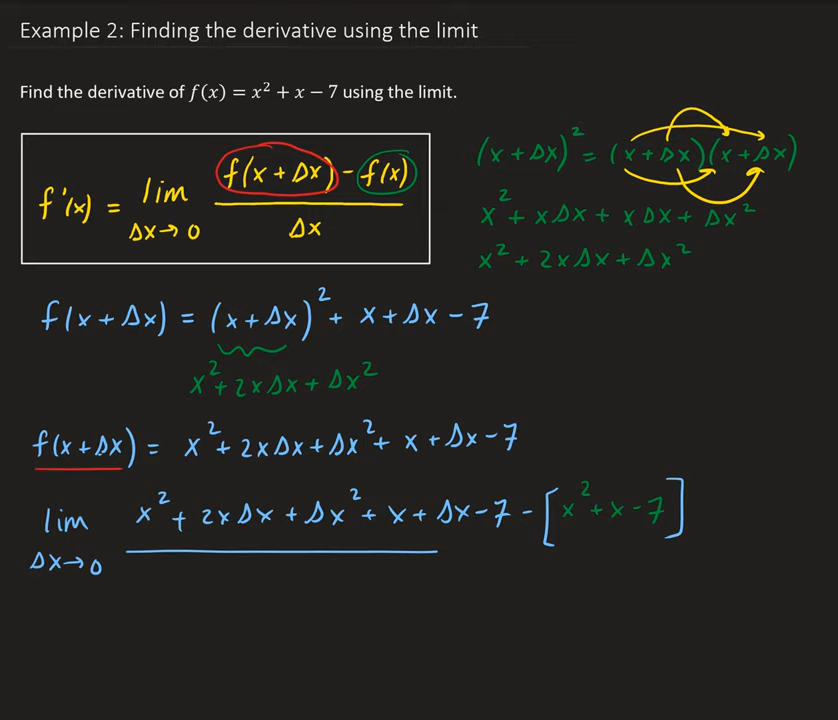 Example 2: Finding the derivative using the limit
Find the derivative of f(x) = x² + x − 7 using the limit.
f'(x) = lim Δx→0 f(x + Δx) - f(x) / Δx
(x + Δx)² = (x + Δx)(x + Δx)
x² + xΔx + xΔx + Δx²
x² + 2xΔx + Δx²
f(x + Δx) = (x + Δx)² + x + Δx - 7
x² + 2xΔx + Δx²
f(x + Δx) = x² + 2xΔx + Δx² + x + Δx - 7
lim Δx→0 x² + 2xΔx + Δx² + x + Δx - 7 - [x² + x - 7]